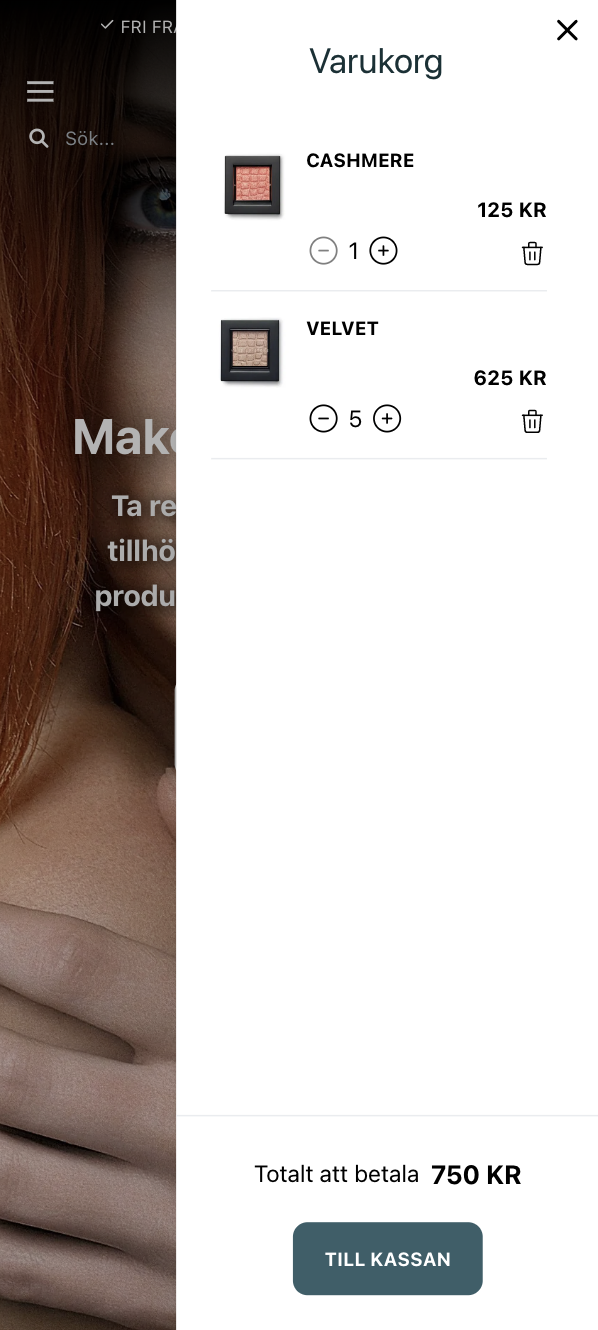 FRI FRA
Sök...
Make
Ta re
tillhö
produ
Varukorg
CASHMERE
125 KR
1
VELVET
625 KR
5
Totalt att betala 750 KR
TILL KASSAN